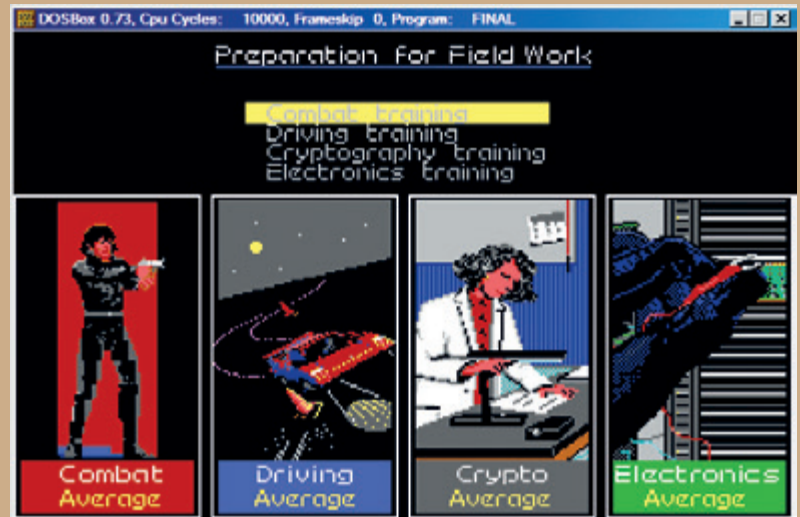 DOSBox 0.73, Cpu Cycles: 10000, Frameskip 0, Program: FINAL
Preparation for Field Work
Combat training
Driving training
Cryptography training
Electronics training
Combat
Average
Driving
Average
Crypto
Average
Electronics
Average